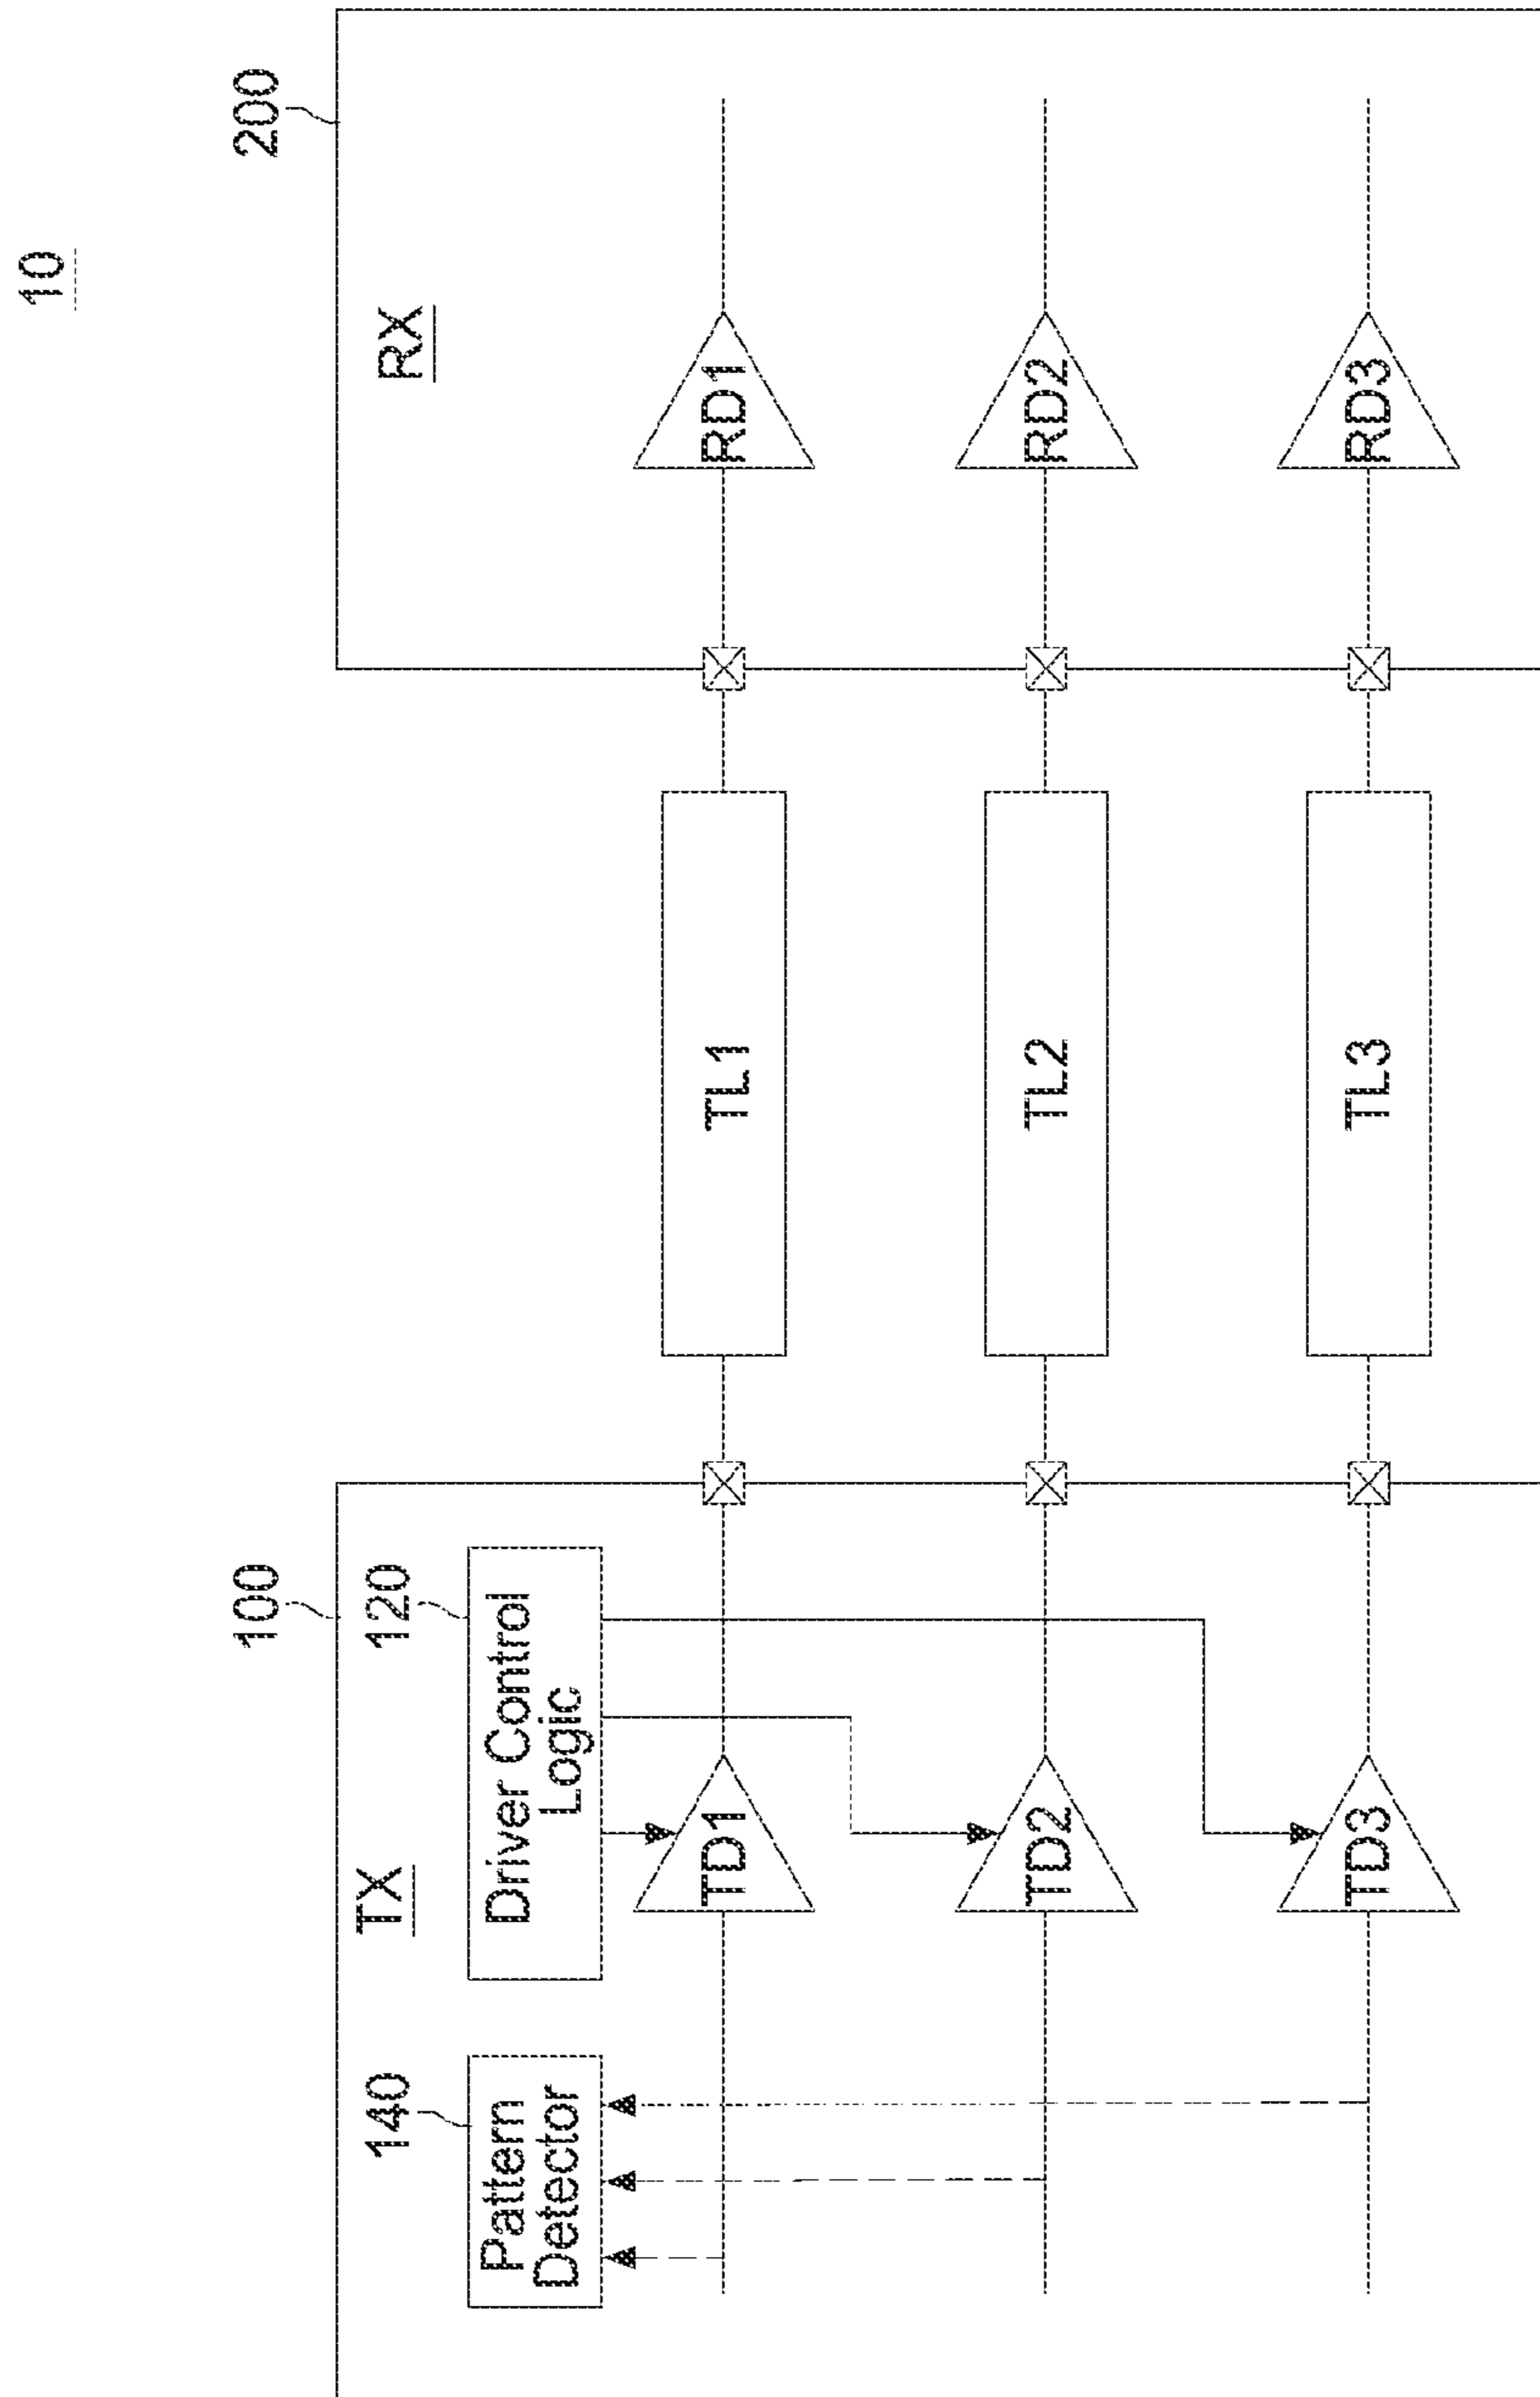 10
100
TX
140
120
Pattern
Detector
Driver Control
Logic
TD1
TL1
TD2
TL2
TD3
TL3
200
RX
RD1
RD2
RD3